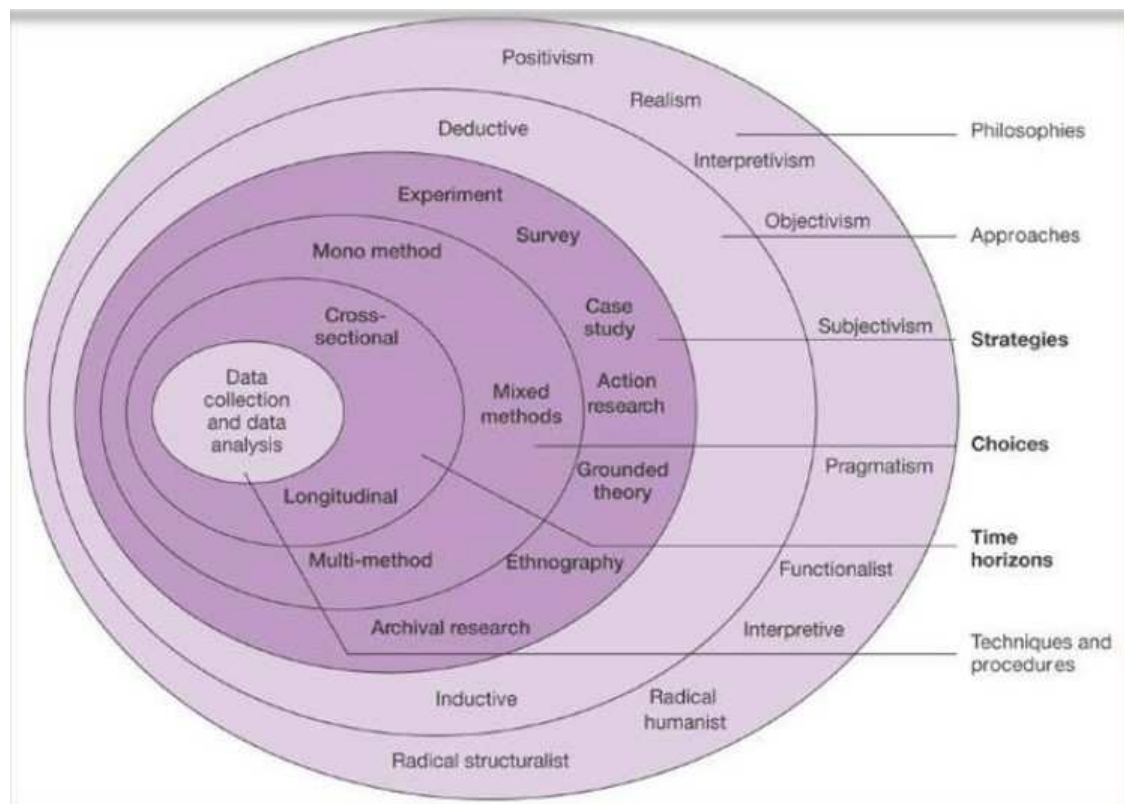 Positivism
Realism
Philosophies
Deductive
Interpretivism
Experiment
Objectivism
Approaches
Survey
Mono method
Case
study
Cross-
sectional
Subjectivism
Strategies
Data
collection
and data
analysis
Mixed
methods
Action
research
Choices
Pragmatism
Grounded
theory
Longitudinal
Time
horizons
Multi-method
Ethnography
Functionalist
Archival research
Interpretive
Techniques and
procedures
Inductive
Radical
humanist
Radical structuralist